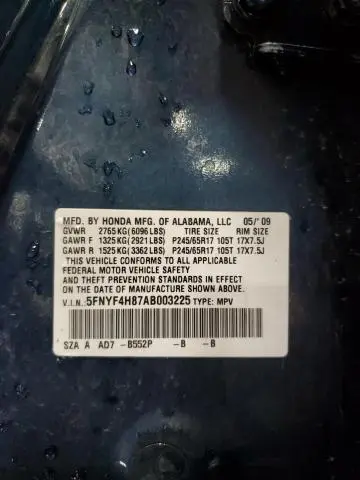 MFD. BY HONDA MFG. OF ALABAMA, LLC 05/'09
GVWR 2765KG(6096LBS) TIRE SIZE RIM SIZE
GAWR F 1325KG(2921LBS) P245/65R17 105T 17X7.5J
GAWR R 1525KG(3362LBS) P245/65R17 105T 17X7.5J
THIS VEHICLE CONFORMS TO ALL APPLICABLE
FEDERAL MOTOR VEHICLE SAFETY
AND THEFT PREVENTION STANDARDS
IN EFFECT ON THE DATE OF MANUFACTURE SHOWN ABOVE.
V.I.N.:5FNYF4H87AB003225 TYPE: MPV
SZA A AD7 -B552P -B -B